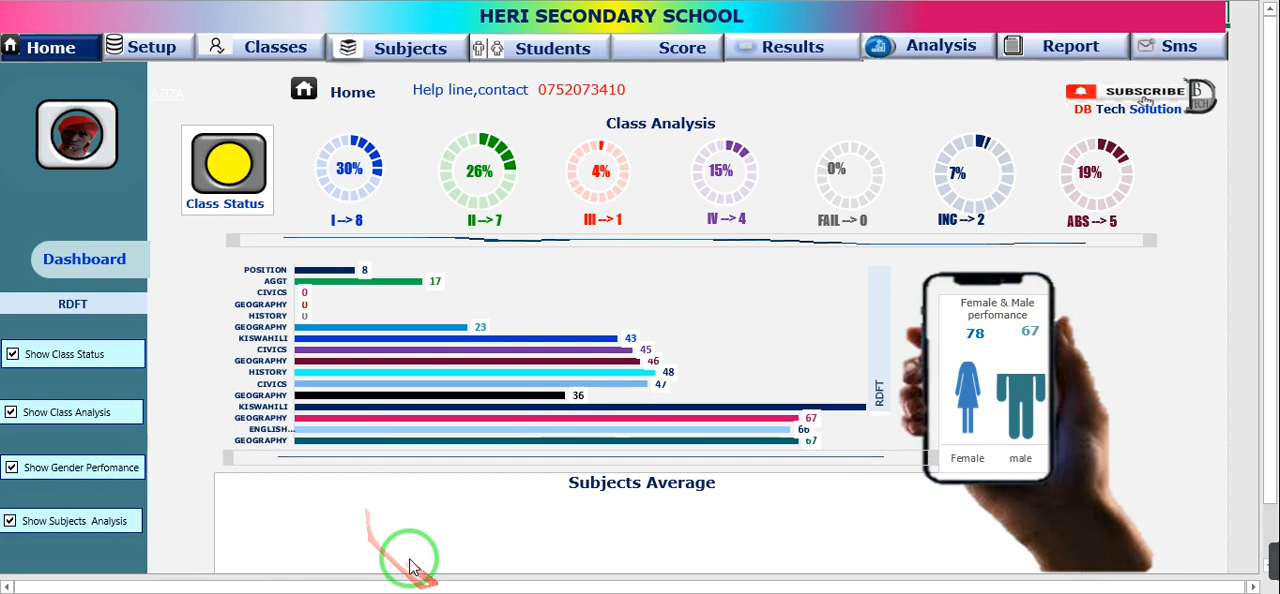 HERI SECONDARY SCHOOL
Home Setup Classes Subjects Students Score Results Analysis Report Sms
AZIZA
Home
Help line,contact 0752073410
SUBSCRIBE
DB Tech Solution
Class Analysis
Class Status
30% 26% 4% 15% 0% 7% 19%
I --> 8 II --> 7 III --> 1 IV --> 4 FAIL --> 0 INC --> 2 ABS --> 5
Dashboard
RDFT
Show Class Status
Show Class Analysis
Show Gender Perfomance
Show Subjects Analysis
POSITION 8
AGGT 17
CIVICS 0
GEOGRAPHY 0
HISTORY 0
GEOGRAPHY 23
KISWAHILI 43
CIVICS 45
GEOGRAPHY 46
HISTORY 48
CIVICS 47
GEOGRAPHY 36
KISWAHILI
GEOGRAPHY 67
ENGLISH... 66
GEOGRAPHY 67
RDFT
Female & Male
perfomance
78 67
Female male
Subjects Average